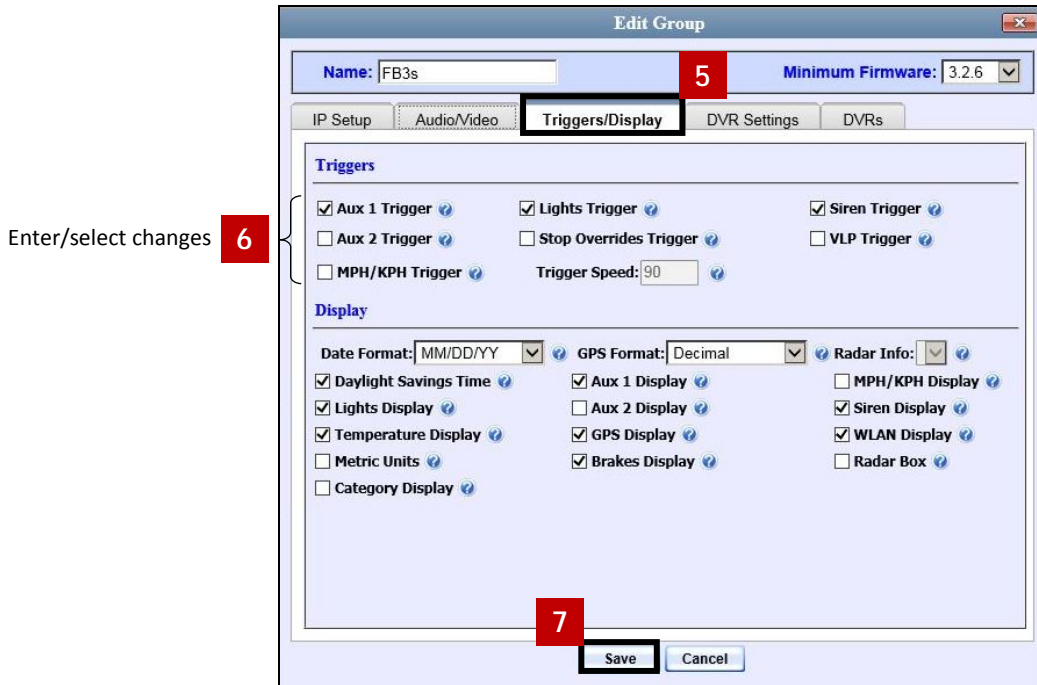 Edit Group
Name: FB3s
5
Minimum Firmware: 3.2.6
IP Setup Audio/Video Triggers/Display DVR Settings DVRs
Triggers
Enter/select changes 6
Aux 1 Trigger ? Lights Trigger ? Siren Trigger ?
Aux 2 Trigger ? Stop Overrides Trigger ? VLP Trigger ?
MPH/KPH Trigger ? Trigger Speed: 90 ?
Display
Date Format: MM/DD/YY ? GPS Format: Decimal ? Radar Info: ?
Daylight Savings Time ? Aux 1 Display ? MPH/KPH Display ?
Lights Display ? Aux 2 Display ? Siren Display ?
Temperature Display ? GPS Display ? WLAN Display ?
Metric Units ? Brakes Display ? Radar Box ?
Category Display ?
7
Save Cancel